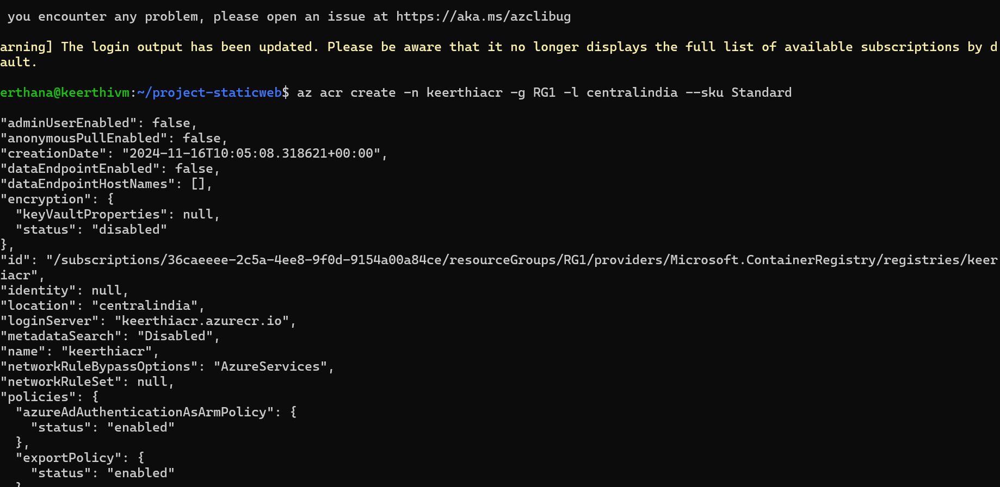 you encounter any problem, please open an issue at https://aka.ms/azclibug
arning] The login output has been updated. Please be aware that it no longer displays the full list of available subscriptions by d
ault.
erthana@keerthivm:~/project-staticweb$ az acr create -n keerthiacr -g RG1 -l centralindia --sku Standard
"adminUserEnabled": false,
"anonymousPullEnabled": false,
"creationDate": "2024-11-16T10:05:08.318621+00:00",
"dataEndpointEnabled": false,
"dataEndpointHostNames": [],
"encryption": {
  "keyVaultProperties": null,
  "status": "disabled"
},
"id": "/subscriptions/36caeeee-2c5a-4ee8-9f0d-9154a00a84ce/resourceGroups/RG1/providers/Microsoft.ContainerRegistry/registries/keer
iacr",
"identity": null,
"location": "centralindia",
"loginServer": "keerthiacr.azurecr.io",
"metadataSearch": "Disabled",
"name": "keerthiacr",
"networkRuleBypassOptions": "AzureServices",
"networkRuleSet": null,
"policies": {
  "azureAdAuthenticationAsArmPolicy": {
    "status": "enabled"
  },
  "exportPolicy": {
    "status": "enabled"
  }